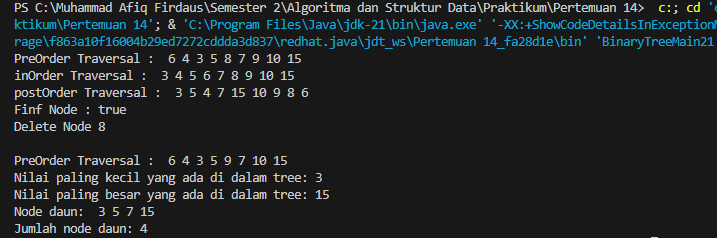 PS C:\Muhammad Afiq Firdaus\Semester 2\Algoritma dan Struktur Data\Praktikum\Pertemuan 14>  c:; cd 'c
ktikum\Pertemuan 14'; & 'C:\Program Files\Java\jdk-21\bin\java.exe' '-XX:+ShowCodeDetailsInExceptionM
rage\f863a10f16004b29ed7272cddda3d837\redhat.java\jdt_ws\Pertemuan 14_fa28d1e\bin' 'BinaryTreeMain21
PreOrder Traversal :  6 4 3 5 8 7 9 10 15
inOrder Traversal :  3 4 5 6 7 8 9 10 15
postOrder Traversal :  3 5 4 7 15 10 9 8 6
Finf Node : true
Delete Node 8
PreOrder Traversal :  6 4 3 5 9 7 10 15
Nilai paling kecil yang ada di dalam tree: 3
Nilai paling besar yang ada di dalam tree: 15
Node daun:  3 5 7 15
Jumlah node daun: 4